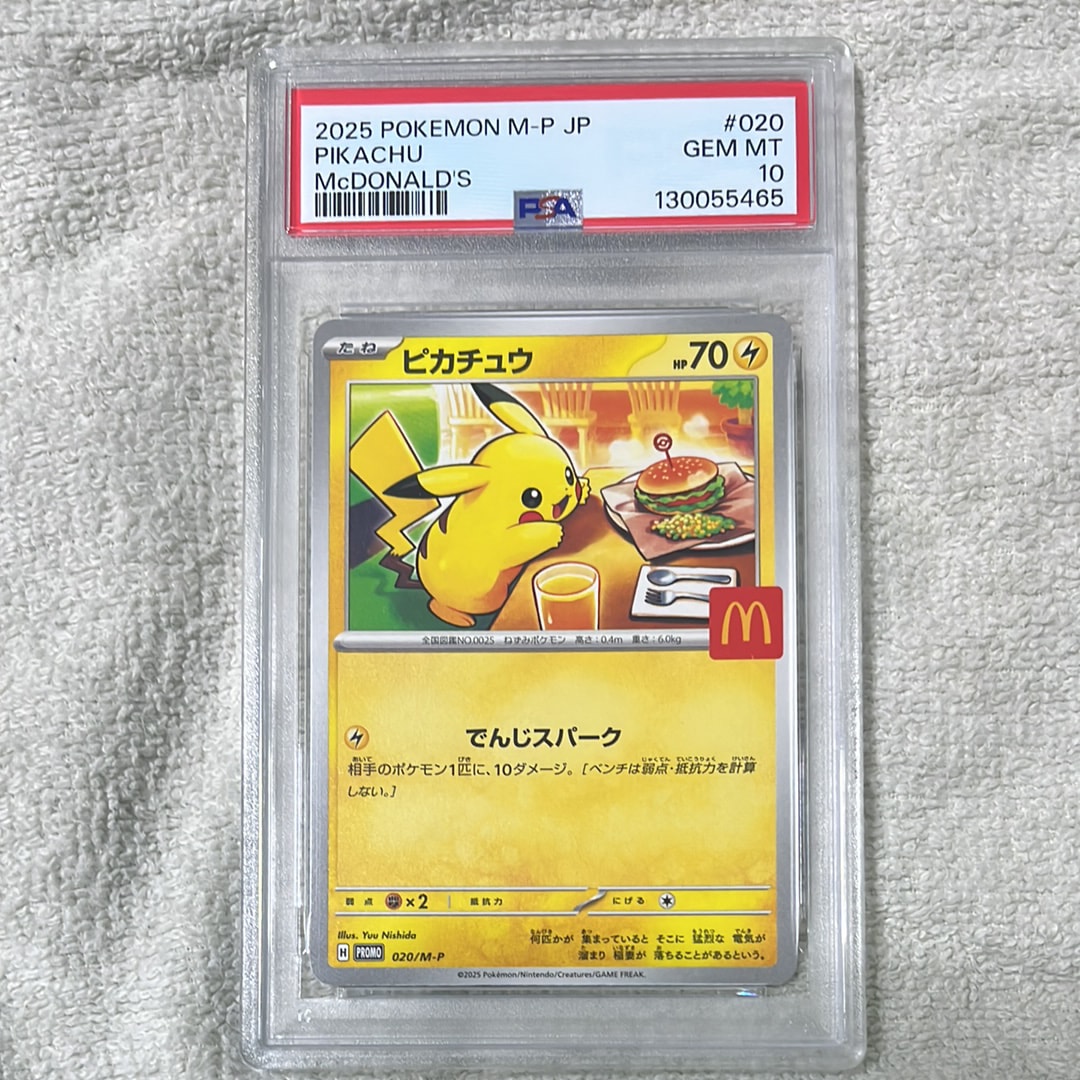 2025 POKEMON M-P JP #020
PIKACHU GEM MT
McDONALD'S 10
PSA 130055465
たね ピカチュウ HP70
全国図鑑NO.0025 ねずみポケモン 高さ:0.4m 重さ:6.0kg
でんじスパーク
相手のポケモン1匹に、10ダメージ。[ベンチは弱点・抵抗力を計算
しない。]
弱点 ×2 抵抗力 にげる
Illus. Yuu Nishida
何匹かが 集まっていると そこに 猛烈な 電気が
H PROMO 020/M-P
溜まり 稲妻が 落ちることがあるという。
©2025 Pokémon/Nintendo/Creatures/GAME FREAK.